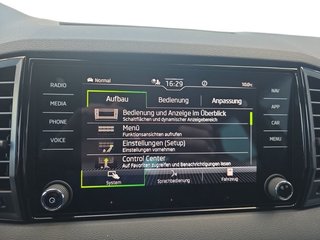 Normal 16:29
RADIO
MEDIA
PHONE
VOICE
Aufbau Bedienung Anpassung
Bedienung und Anzeige im Überblick
Schaltflächen und dynamischer Anzeigebereich
Menü
Funktionsansichten aufrufen
Einstellungen (Setup)
Einstellungen vornehmen
Control Center
Auf Favoriten zugreifen und Benachrichtigungen lesen
System Sprachbedienung Fahrzeug
NAV
APP
CAR
MENU